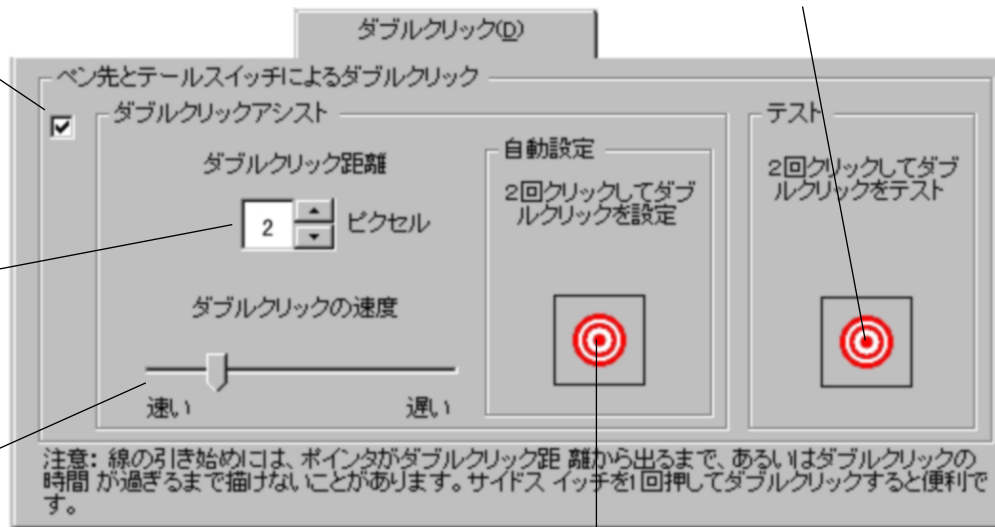 ダブルクリック(D)
ペン先とテールスイッチによるダブルクリック
ダブルクリックアシスト
ダブルクリック距離
2
ピクセル
ダブルクリックの速度
速い
遅い
自動設定
2回クリックしてダブ
ルクリックを設定
テスト
2回クリックしてダブ
ルクリックをテスト
注意: 線の引き始めには、ポインタがダブルクリック距 離から出るまで、あるいはダブルクリックの
時間 が過ぎるまで描けないことがあります。サイドス イッチを1回押してダブルクリックすると便利で
す。